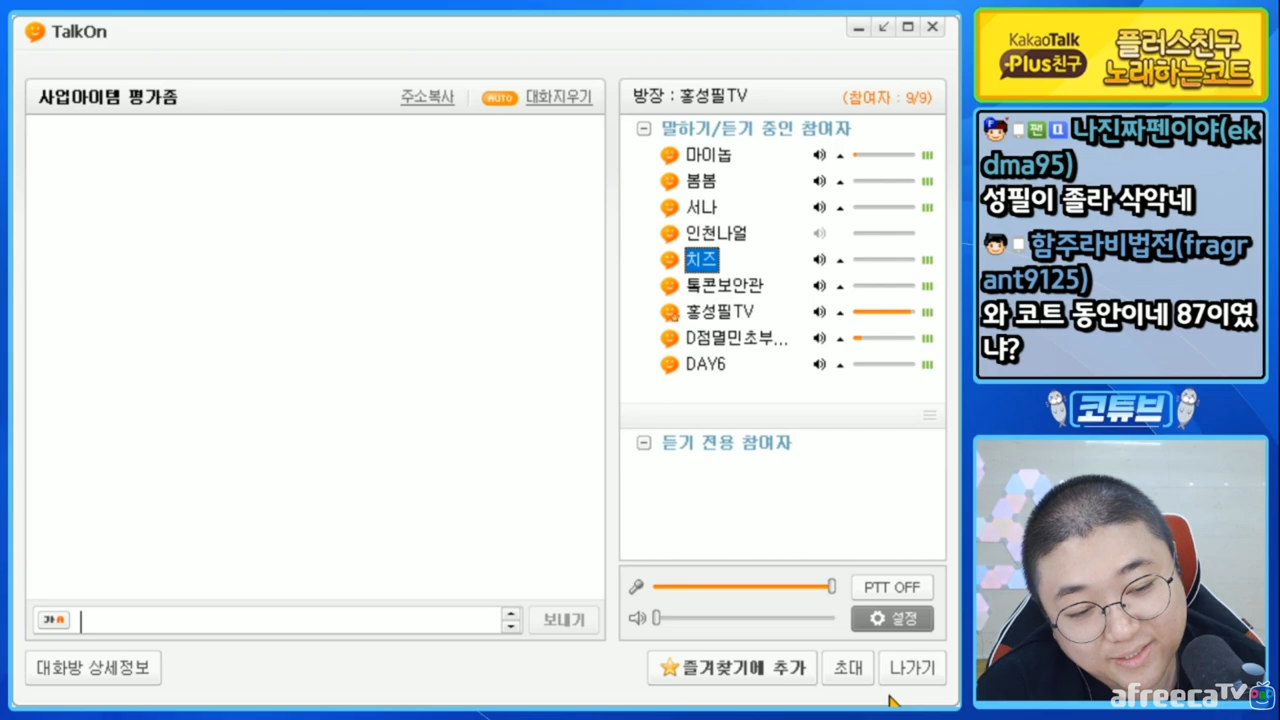 TalkOn
사업아이템 평가좀
주소복사
AUTO 대화지우기
방장 : 홍성필TV
(참여자 : 9/9)
말하기/듣기 중인 참여자
마이놉
봄봄
서나
인천나얼
치즈
톡콘보안관
홍성필TV
D점멸민초부...
DAY6
듣기 전용 참여자
PTT OFF
설정
가A
보내기
대화방 상세정보
즐겨찾기에 추가
초대
나가기
KakaoTalk
Plus친구
플러스친구
노래하는코트
팬
나진짜펜이야(ek
dma95)
성필이 졸라 삭악네
함주라비법전(fragr
ant9125)
와 코트 동안이네 87이였
냐?
코튜브
afreecaTV